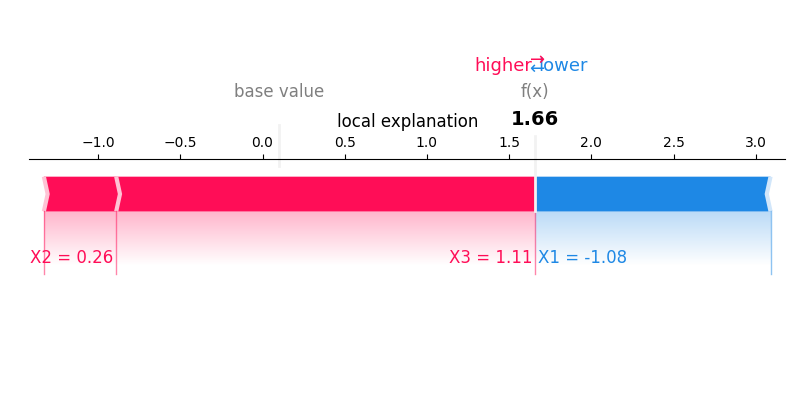 higher⇄lower
base value f(x)
local explanation 1.66
−1.0 −0.5 0.0 0.5 1.0 1.5 2.0 2.5 3.0
X2 = 0.26 X3 = 1.11 X1 = -1.08